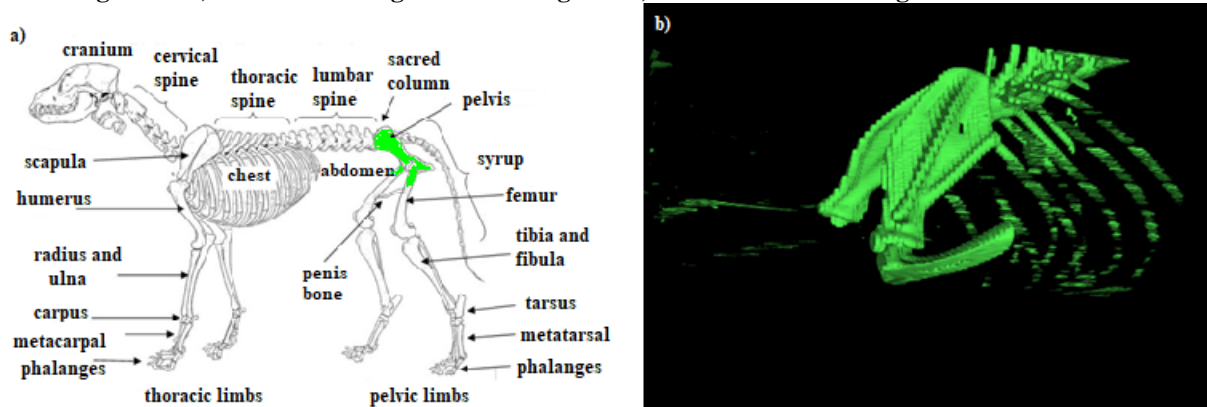 a)
cranium
cervical
spine
thoracic
spine
lumbar
spine
sacred
column
pelvis
scapula
chest
abdomen
syrup
humerus
femur
radius and
ulna
penis
bone
tibia and
fibula
carpus
tarsus
metacarpal
metatarsal
phalanges
phalanges
thoracic limbs
pelvic limbs
b)